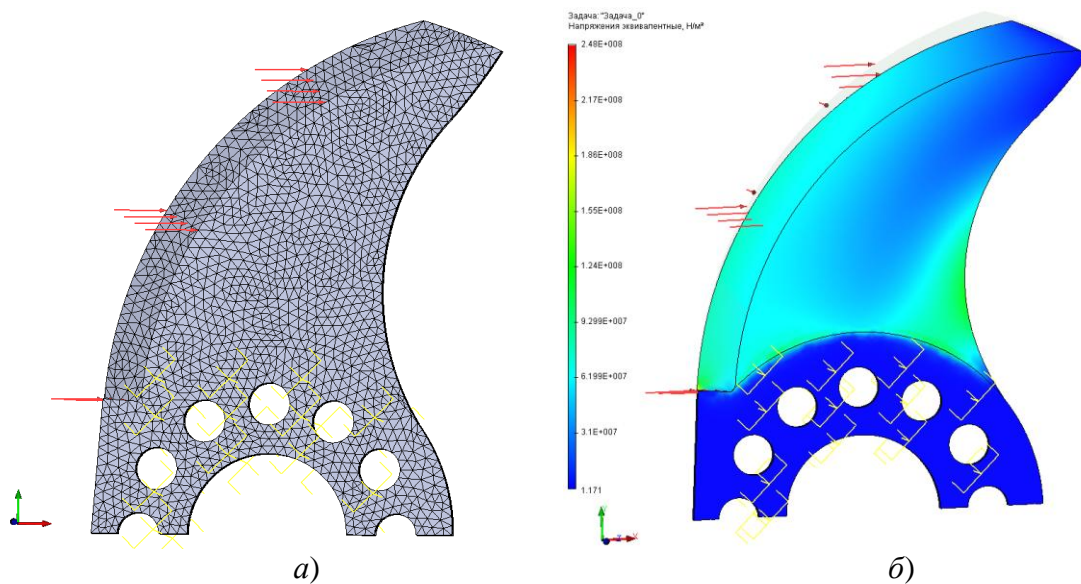 Задача: "Задача_0"
Напряжения эквивалентные, Н/м²
2.48E+008
2.17E+008
1.86E+008
1.55E+008
1.24E+008
9.299E+007
6.199E+007
3.1E+007
1.171
а)
б)